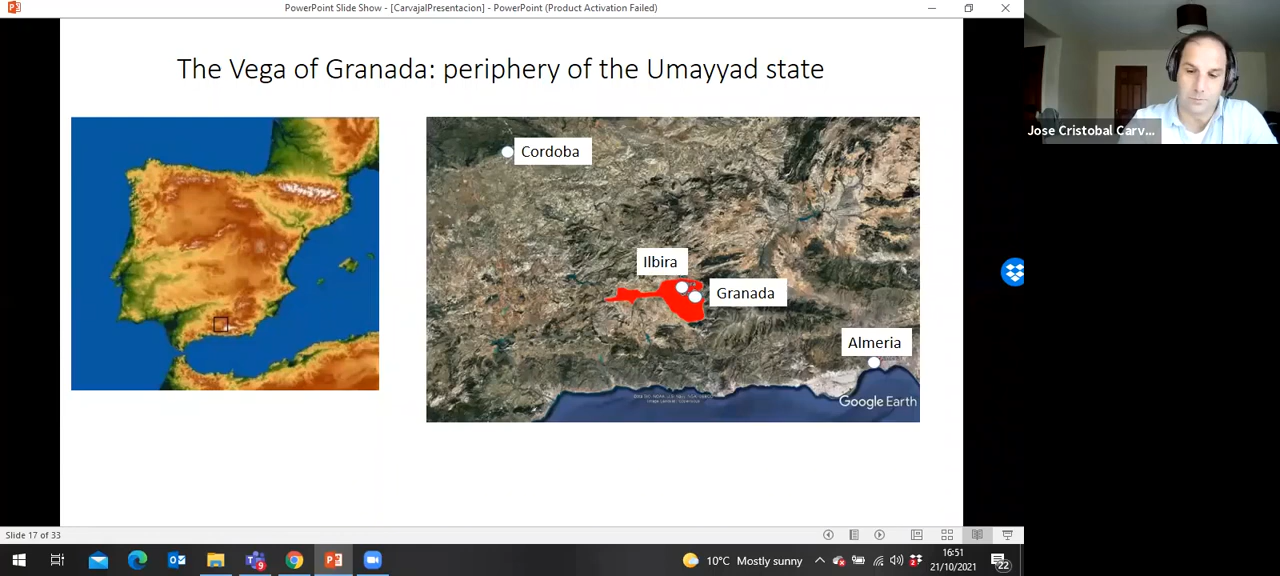 PowerPoint Slide Show - [CarvajalPresentacion] - PowerPoint (Product Activation Failed)
The Vega of Granada: periphery of the Umayyad state
Cordoba
Ilbira
Granada
Almeria
Google Earth
Jose Cristobal Carv...
Slide 17 of 33
9
10°C Mostly sunny
2
16:51
21/10/2021
22